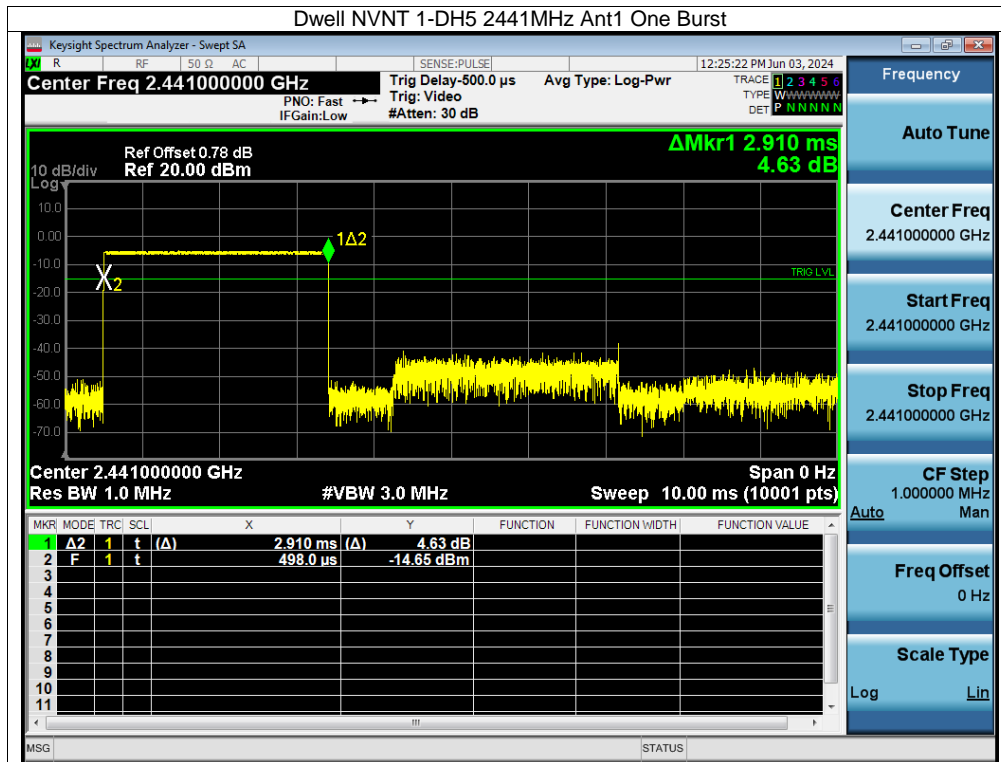 Dwell NVNT 1-DH5 2441MHz Ant1 One Burst
Keysight Spectrum Analyzer - Swept SA
LXI R RF 50 Ω AC SENSE:PULSE 12:25:22 PM Jun 03, 2024
Center Freq 2.441000000 GHz Trig Delay-500.0 µs Avg Type: Log-Pwr TRACE 1 2 3 4 5 6
PNO: Fast Trig: Video TYPE WWWWWW
IFGain:Low #Atten: 30 dB DET P N N N N N
Frequency
Auto Tune
Center Freq
2.441000000 GHz
Start Freq
2.441000000 GHz
Stop Freq
2.441000000 GHz
CF Step
1.000000 MHz
Auto Man
Freq Offset
0 Hz
Scale Type
Log Lin
ΔMkr1 2.910 ms
4.63 dB
Ref Offset 0.78 dB
10 dB/div Ref 20.00 dBm
Log
10.0
0.00
-10.0
-20.0
-30.0
-40.0
-50.0
-60.0
-70.0
1Δ2
2
TRIG LVL
Center 2.441000000 GHz Span 0 Hz
Res BW 1.0 MHz #VBW 3.0 MHz Sweep 10.00 ms (10001 pts)
MKR MODE TRC SCL X Y FUNCTION FUNCTION WIDTH FUNCTION VALUE
1 Δ2 1 t (Δ) 2.910 ms (Δ) 4.63 dB
2 F 1 t 498.0 µs -14.65 dBm
3
4
5
6
7
8
9
10
11
MSG STATUS